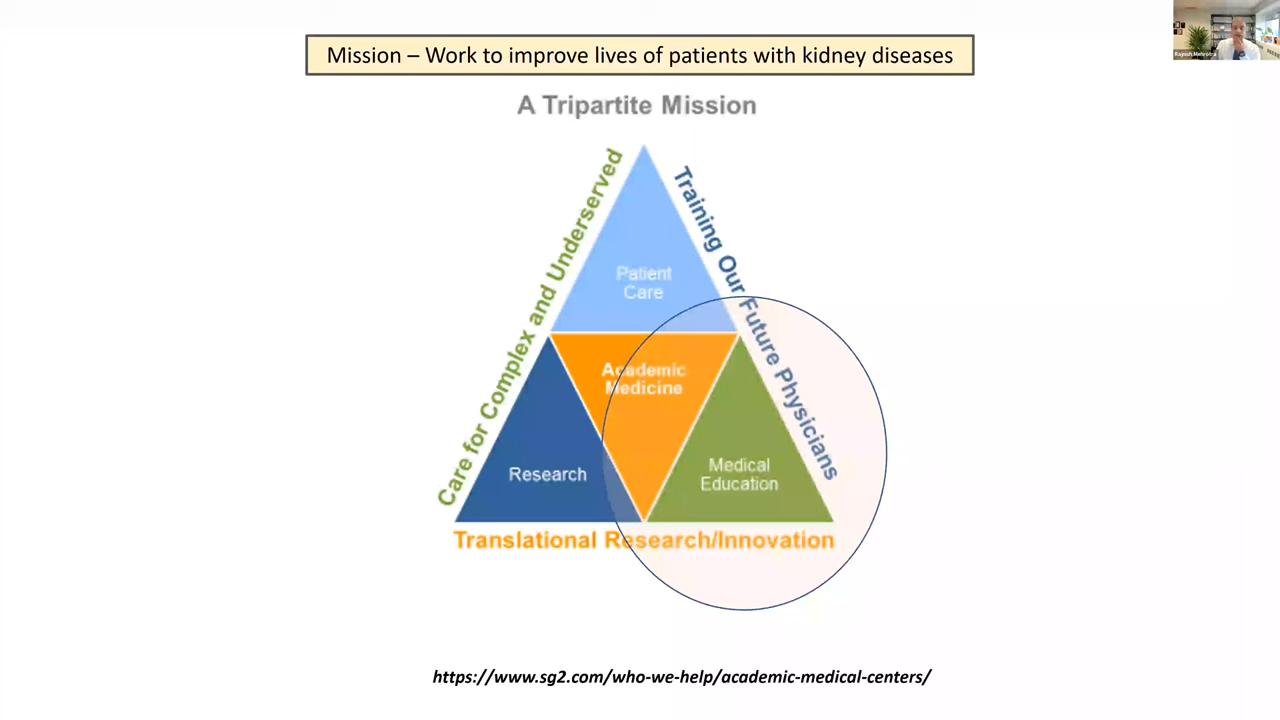 Mission – Work to improve lives of patients with kidney diseases
Rajnish Mehrotra
A Tripartite Mission
Care for Complex and Underserved
Training Our Future Physicians
Patient
Care
Academic
Medicine
Research
Medical
Education
Translational Research/Innovation
https://www.sg2.com/who-we-help/academic-medical-centers/